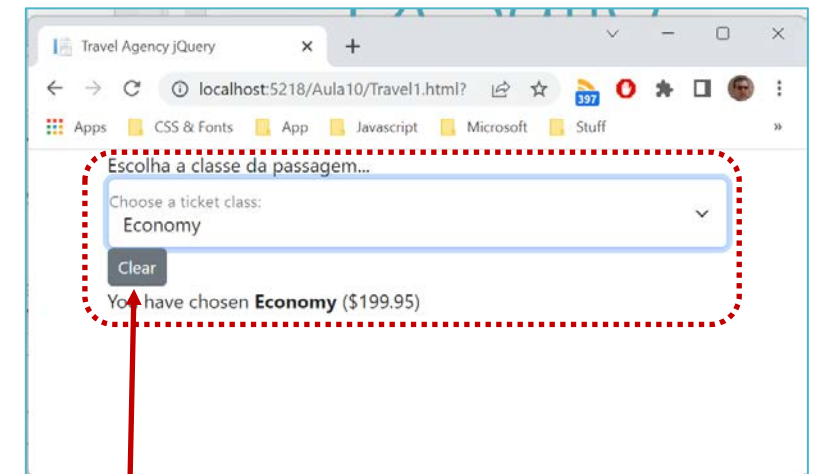 Travel Agency jQuery
localhost:5218/Aula10/Travel1.html?
397
Apps CSS & Fonts App Javascript Microsoft Stuff »
Escolha a classe da passagem...
Choose a ticket class:
Economy
Clear
You have chosen Economy ($199.95)